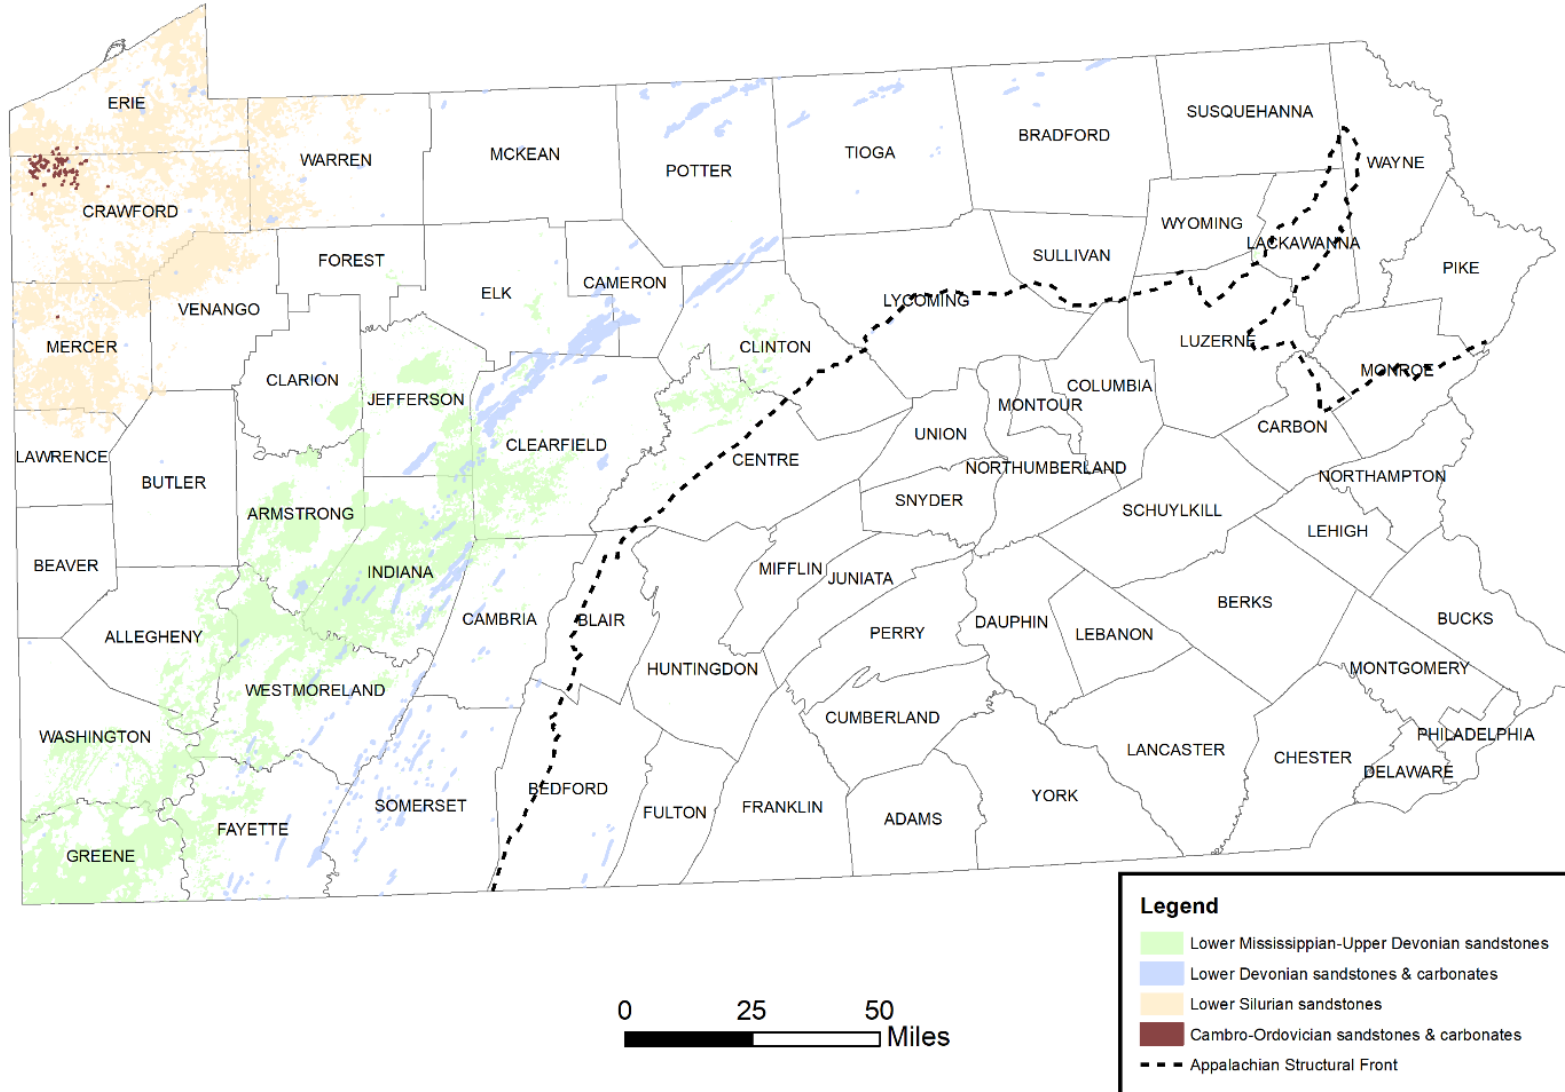 ERIE
SUSQUEHANNA
BRADFORD
WARREN
MCKEAN
TIOGA
POTTER
WAYNE
CRAWFORD
WYOMING
LACKAWANNA
SULLIVAN
FOREST
PIKE
CAMERON
ELK
LYCOMING
VENANGO
MERCER
CLINTON
LUZERNE
MONROE
CLARION
COLUMBIA
JEFFERSON
MONTOUR
CARBON
UNION
CLEARFIELD
LAWRENCE
CENTRE
NORTHUMBERLAND
NORTHAMPTON
BUTLER
SNYDER
SCHUYLKILL
ARMSTRONG
LEHIGH
BEAVER
MIFFLIN
INDIANA
JUNIATA
BERKS
CAMBRIA
BLAIR
BUCKS
DAUPHIN
PERRY
ALLEGHENY
LEBANON
HUNTINGDON
MONTGOMERY
WESTMORELAND
CUMBERLAND
WASHINGTON
PHILADELPHIA
LANCASTER
CHESTER
DELAWARE
BEDFORD
YORK
SOMERSET
FRANKLIN
FULTON
ADAMS
FAYETTE
GREENE
Legend
Lower Mississippian-Upper Devonian sandstones
Lower Devonian sandstones & carbonates
Lower Silurian sandstones
Cambro-Ordovician sandstones & carbonates
Appalachian Structural Front
0 25 50
Miles